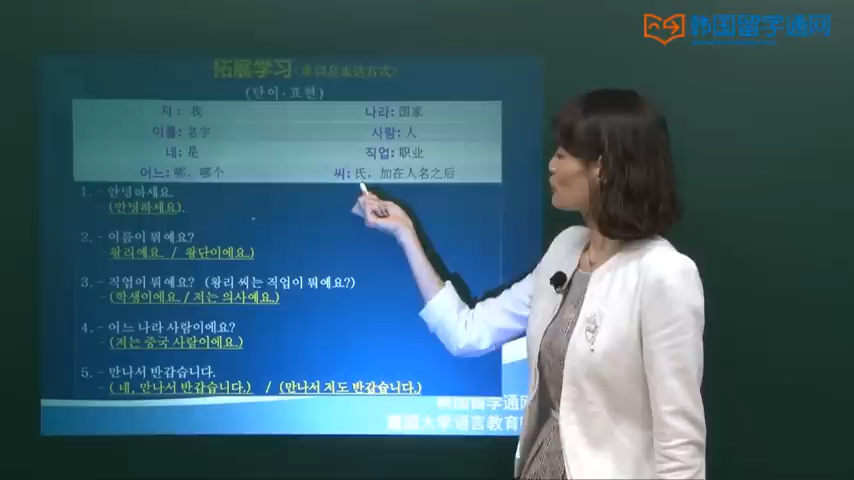 韩国留学通网
拓展学习(单词及表达方式)
(단어·표현)
저: 我 나라: 国家
이름: 名字 사람: 人
네: 是 직업: 职业
어느: 哪，哪个 씨: 氏，加在人名之后
1. - 안녕하세요.
- (안녕하세요).
2. - 이름이 뭐예요?
- 왕리예요. / 왕단이에요.)
3. - 직업이 뭐예요? (왕리 씨는 직업이 뭐예요?)
- (학생이에요. / 저는 의사예요.)
4. - 어느 나라 사람이에요?
- (저는 중국 사람이에요.)
5. - 만나서 반갑습니다.
- ( 네, 만나서 반갑습니다.) / (만나서 저도 반갑습니다.)
韩国留学通网
大学语言教育